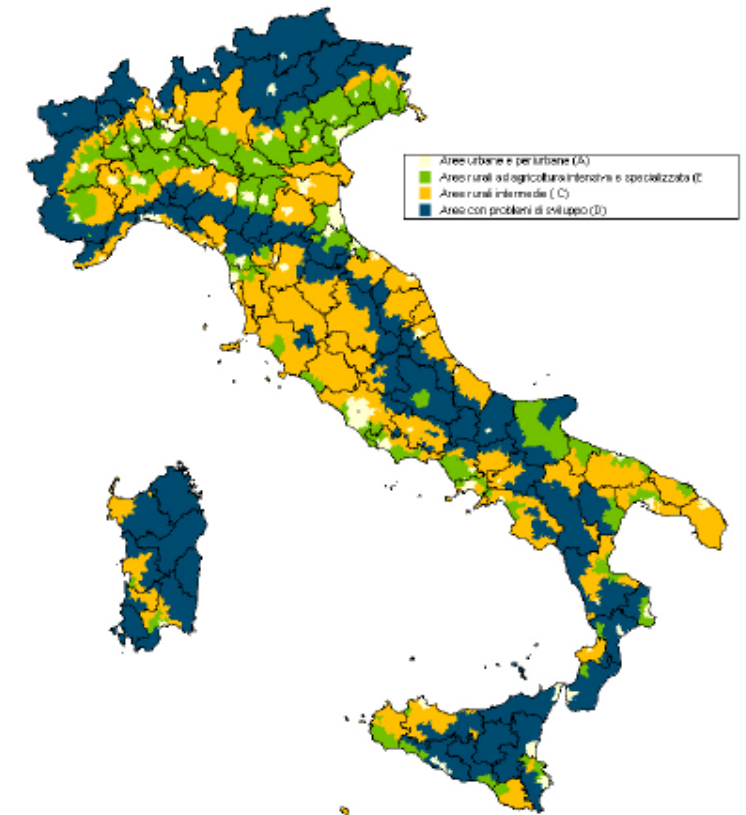 Aree urbane e periurbane (A)
Aree rurali ad agricoltura intensiva e specializzata (E
Aree rurali intermedie ( C)
Aree con problemi di sviluppo (D)